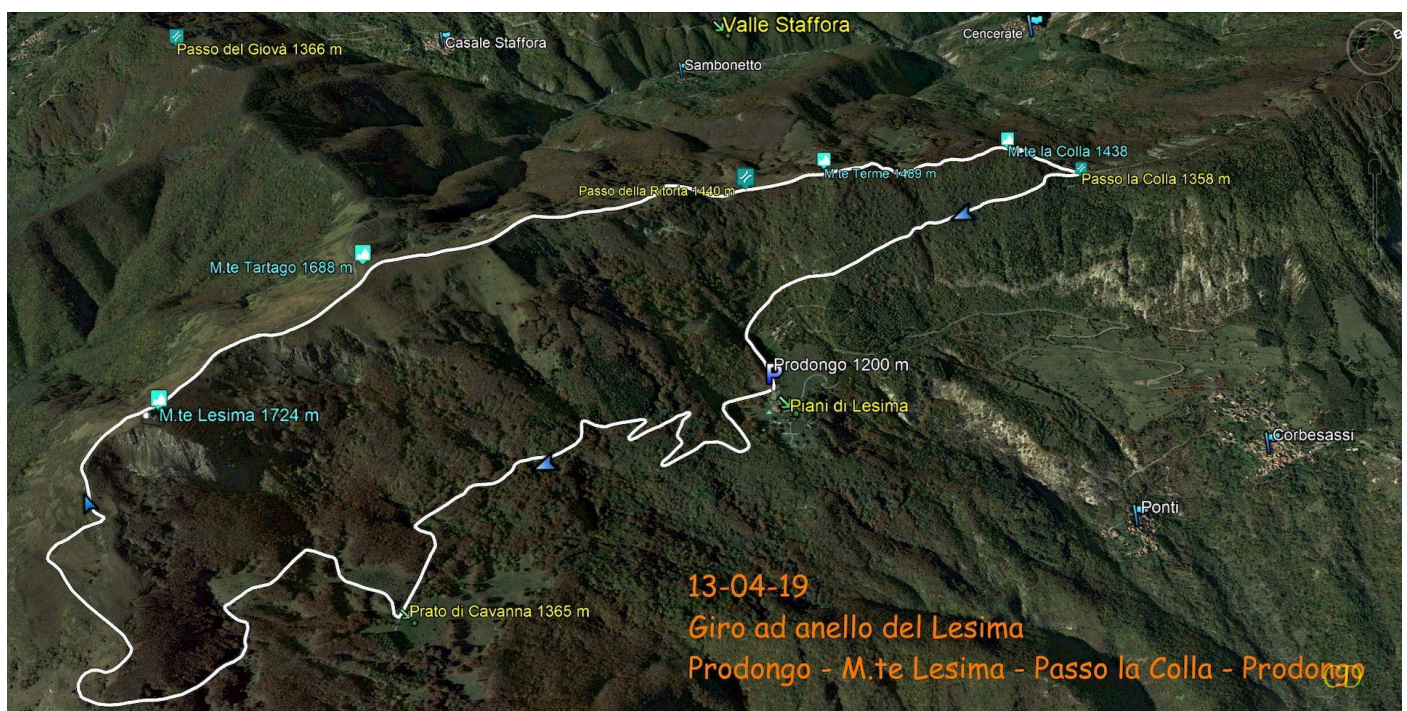 Valle Staffora
Passo del Giovà 1366 m
Casale Staffora
Cencerate
Sambonetto
M.te la Colla 1438
M.te Terme 1489 m
Passo la Colla 1358 m
Passo della Ritorta 1440 m
M.te Tartago 1688 m
Prodongo 1200 m
P
Piani di Lesima
M.te Lesima 1724 m
Corbesassi
Ponti
Prato di Cavanna 1365 m
13-04-19
Giro ad anello del Lesima
Prodongo - M.te Lesima - Passo la Colla - Prodongo